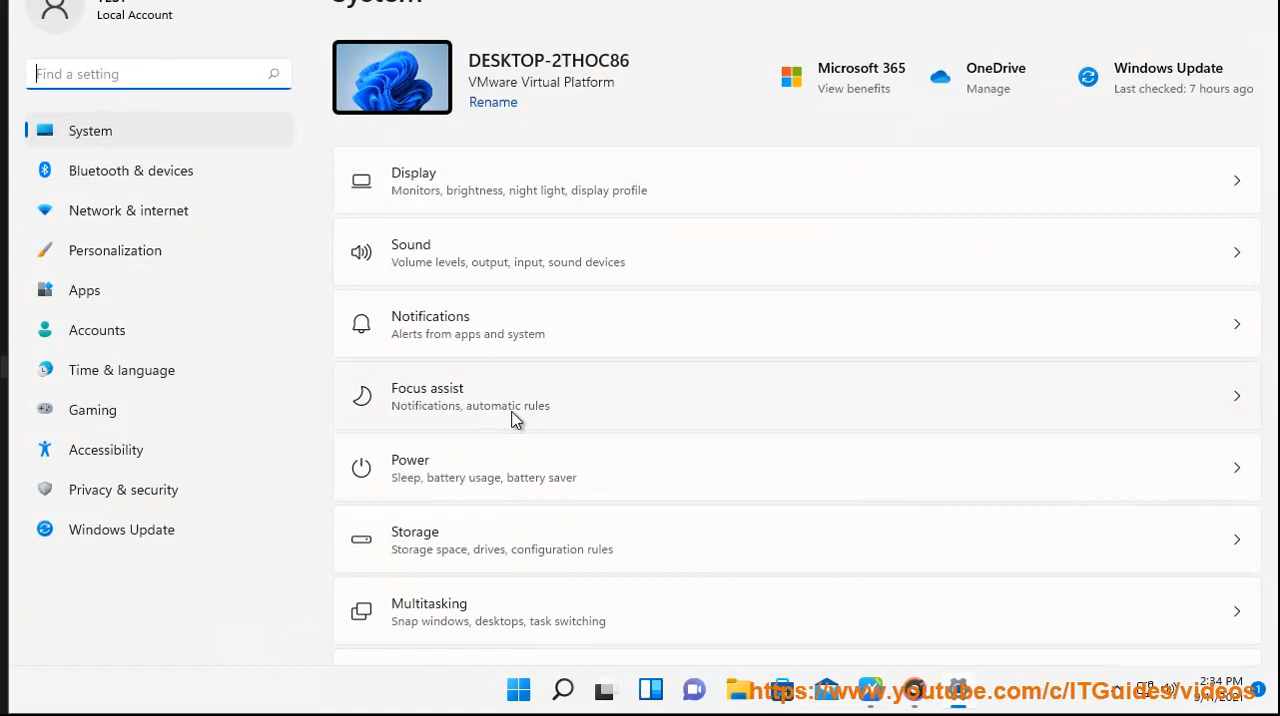 TEST
Local Account
System
Find a setting
DESKTOP-2THOC86
VMware Virtual Platform
Rename
Microsoft 365
View benefits
OneDrive
Manage
Windows Update
Last checked: 7 hours ago
System
Bluetooth & devices
Network & internet
Personalization
Apps
Accounts
Time & language
Gaming
Accessibility
Privacy & security
Windows Update
Display
Monitors, brightness, night light, display profile
Sound
Volume levels, output, input, sound devices
Notifications
Alerts from apps and system
Focus assist
Notifications, automatic rules
Power
Sleep, battery usage, battery saver
Storage
Storage space, drives, configuration rules
Multitasking
Snap windows, desktops, task switching
https://www.youtube.com/c/ITGuides/videos
2:34 PM
1